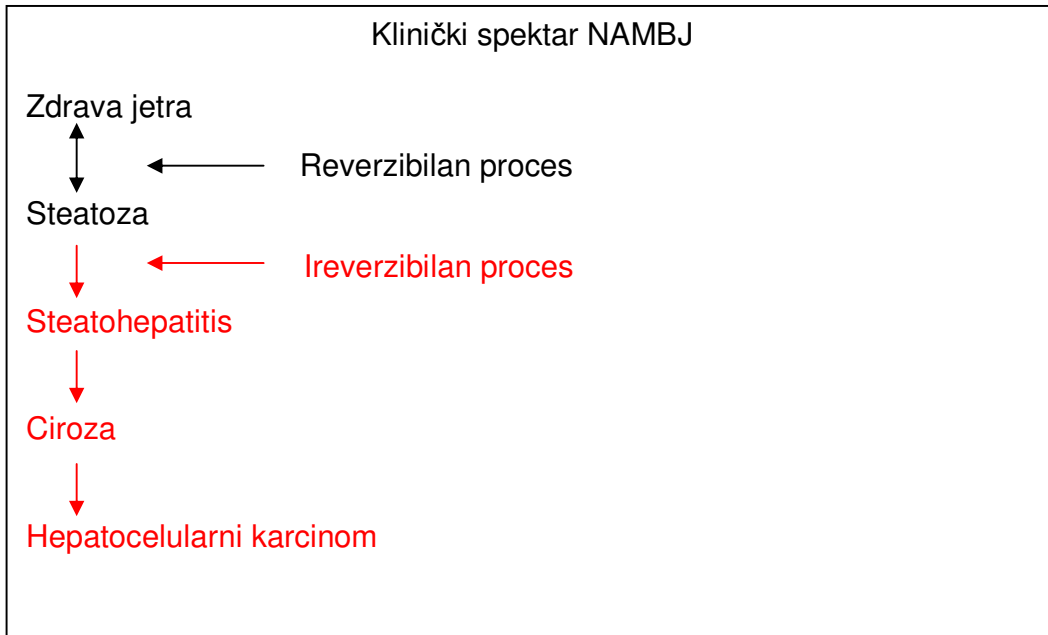 Klinički spektar NAMBJ
Zdrava jetra
Reverzibilan proces
Steatoza
Ireverzibilan proces
Steatohepatitis
Ciroza
Hepatocelularni karcinom